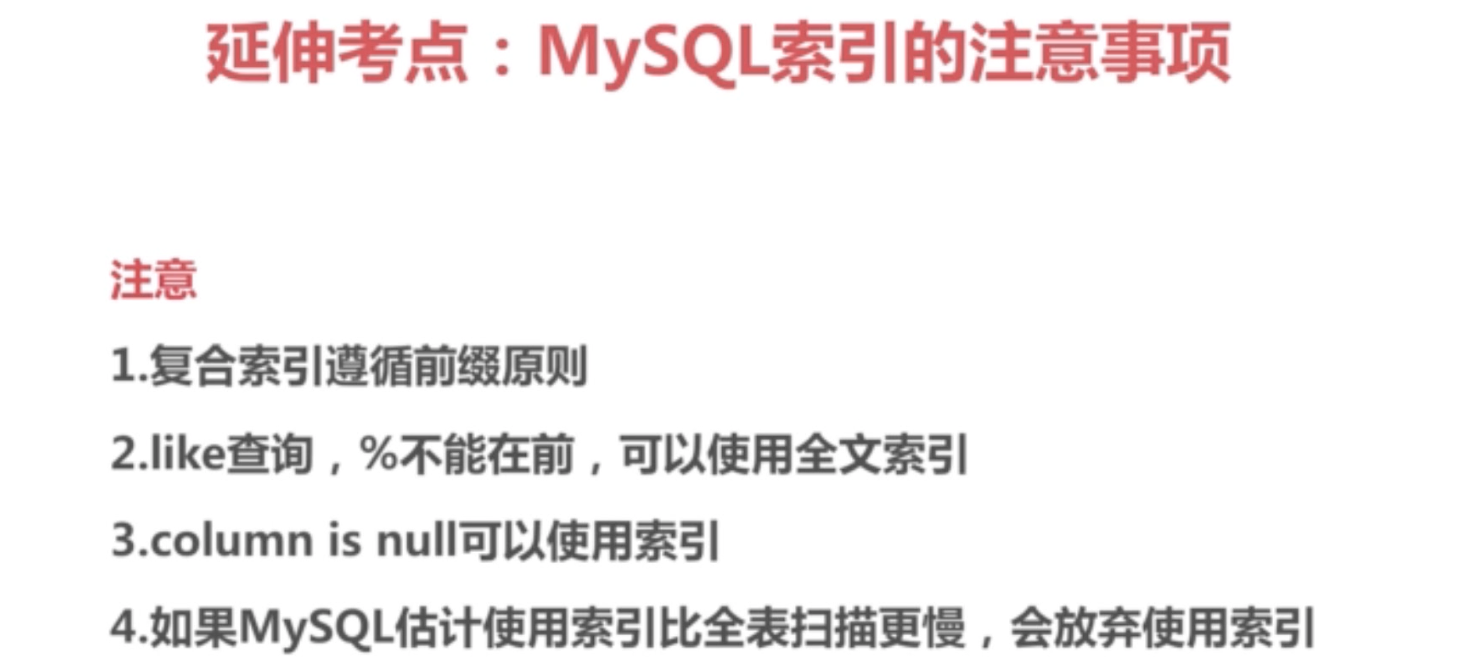 延伸考点：MySQL索引的注意事项
注意
1.复合索引遵循前缀原则
2.like查询，%不能在前，可以使用全文索引
3.column is null可以使用索引
4.如果MySQL估计使用索引比全表扫描更慢，会放弃使用索引